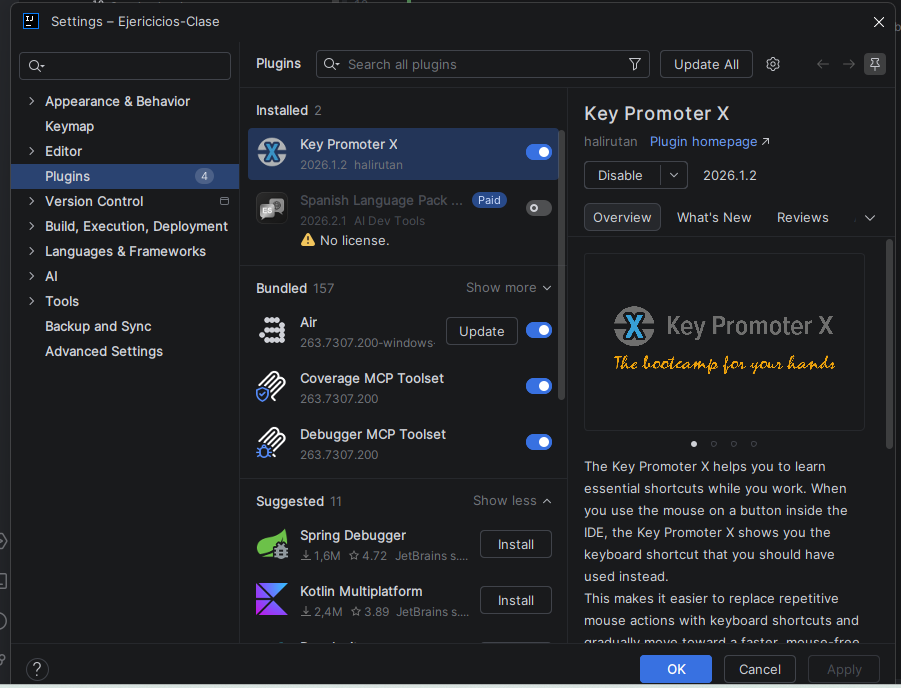 Settings – Ejericicios-Clase
Appearance & Behavior
Keymap
Editor
Plugins 4
Version Control
Build, Execution, Deployment
Languages & Frameworks
AI
Tools
Backup and Sync
Advanced Settings
Plugins
Search all plugins
Update All
Installed 2
Key Promoter X
2026.1.2 halirutan
Spanish Language Pack ... Paid
2026.2.1 AI Dev Tools
No license.
Bundled 157 Show more
Air
263.7307.200-windows-
Update
Coverage MCP Toolset
263.7307.200
Debugger MCP Toolset
263.7307.200
Suggested 11 Show less
Spring Debugger
1,6M 4.72 JetBrains s....
Install
Kotlin Multiplatform
2,4M 3.89 JetBrains s....
Install
Key Promoter X
halirutan Plugin homepage ↗
Disable 2026.1.2
Overview What's New Reviews
Key Promoter X
The bootcamp for your hands
The Key Promoter X helps you to learn
essential shortcuts while you work. When
you use the mouse on a button inside the
IDE, the Key Promoter X shows you the
keyboard shortcut that you should have
used instead.
This makes it easier to replace repetitive
mouse actions with keyboard shortcuts and
gradually move toward a faster, mouse-free
?
OK Cancel Apply